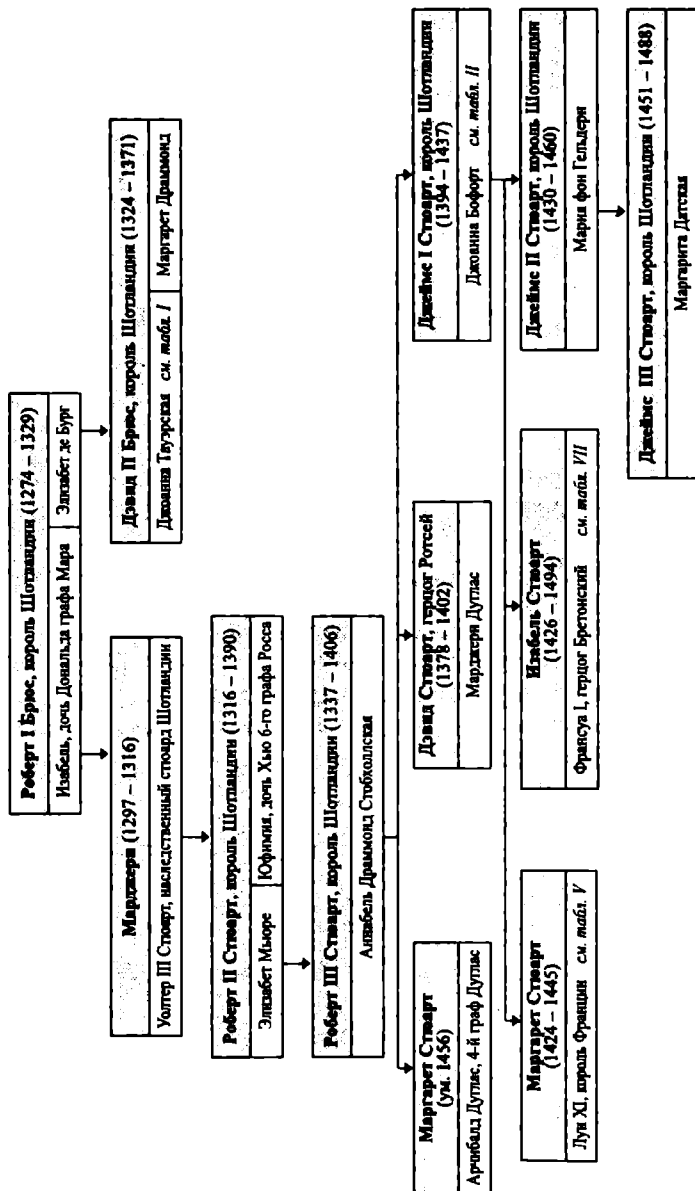 Роберт I Брюс, король Шотландии (1274 – 1329)
Изабель, дочь Дональда графа Мара
Элизабет де Бург
Марджери (1297 – 1316)
Уолтер III Стюарт, наследственный стюард Шотландии
Дэвид II Брюс, король Шотландии (1324 – 1371)
Джоанна Тауэрская см. табл. I
Маргарет Драммонд
Роберт II Стюарт, король Шотландии (1316 – 1390)
Элизабет Мьюре
Юфимия, дочь Хью 6-го графа Росса
Роберт III Стюарт, король Шотландии (1337 – 1406)
Аннабель Драммонд Стобхоллская
Маргарет Стюарт
(ум. 1456)
Арчибалд Дуглас, 4-й граф Дуглас
Дэвид Стюарт, герцог Ротсей
(1378 – 1402)
Марджери Дуглас
Джеймс I Стюарт, король Шотландии
(1394 – 1437)
Джоанна Бофорт см. табл. II
Маргарет Стюарт
(1424 – 1445)
Луи XI, король Франции см. табл. V
Изабель Стюарт
(1426 – 1494)
Франсуа I, герцог Бретонский см. табл. VII
Джеймс II Стюарт, король Шотландии
(1430 – 1460)
Мария фон Гельдерн
Джеймс III Стюарт, король Шотландии (1451 – 1488)
Маргарита Датская